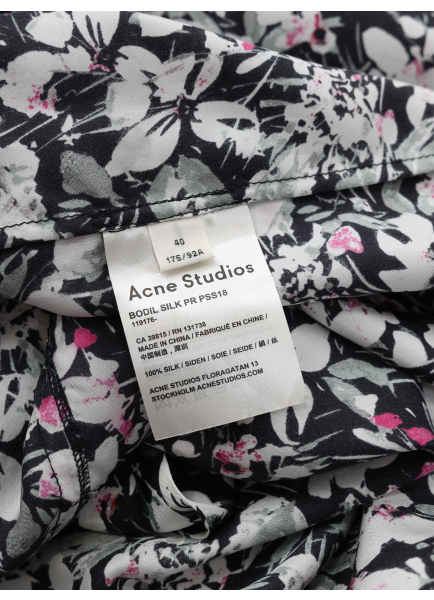 40
175/92A
Acne Studios
BODIL SILK PR PSS18
119176-
CA 39815 / RN 131738
MADE IN CHINA / FABRIQUÉ EN CHINE /
中国制造，深圳
100% SILK / SIDEN / SOIE / SEIDE / 絹 / 丝
ACNE STUDIOS FLORAGATAN 13
STOCKHOLM ACNESTUDIOS.COM